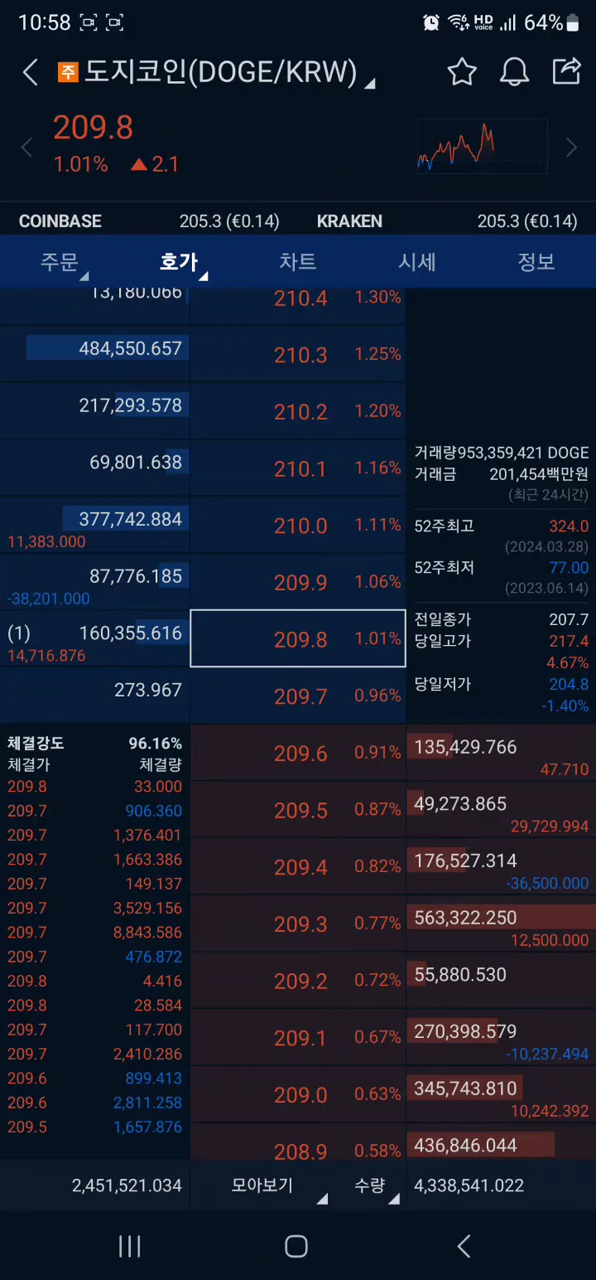 10:58 HD voice 64%
주 도지코인(DOGE/KRW)
209.8
1.01% ▲2.1
COINBASE 205.3 (€0.14) KRAKEN 205.3 (€0.14)
주문 호가 차트 시세 정보
13,180.066 210.4 1.30%
484,550.657 210.3 1.25%
217,293.578 210.2 1.20%
69,801.638 210.1 1.16%
377,742.884 210.0 1.11%
11,383.000
87,776.185 209.9 1.06%
-38,201.000
(1) 160,355.616 209.8 1.01%
14,716.876
273.967 209.7 0.96%
거래량953,359,421 DOGE
거래금 201,454백만원
(최근 24시간)
52주최고 324.0
(2024.03.28)
52주최저 77.00
(2023.06.14)
전일종가 207.7
당일고가 217.4
4.67%
당일저가 204.8
-1.40%
체결강도 96.16%
체결가 체결량
209.8 33.000
209.7 906.360
209.7 1,376.401
209.7 1,663.386
209.7 149.137
209.7 3,529.156
209.7 8,843.586
209.7 476.872
209.8 4.416
209.8 28.584
209.7 117.700
209.7 2,410.286
209.6 899.413
209.6 2,811.258
209.5 1,657.876
209.6 0.91% 135,429.766
47.710
209.5 0.87% 49,273.865
29,729.994
209.4 0.82% 176,527.314
-36,500.000
209.3 0.77% 563,322.250
12,500.000
209.2 0.72% 55,880.530
209.1 0.67% 270,398.579
-10,237.494
209.0 0.63% 345,743.810
10,242.392
208.9 0.58% 436,846.044
2,451,521.034 모아보기 수량 4,338,541.022